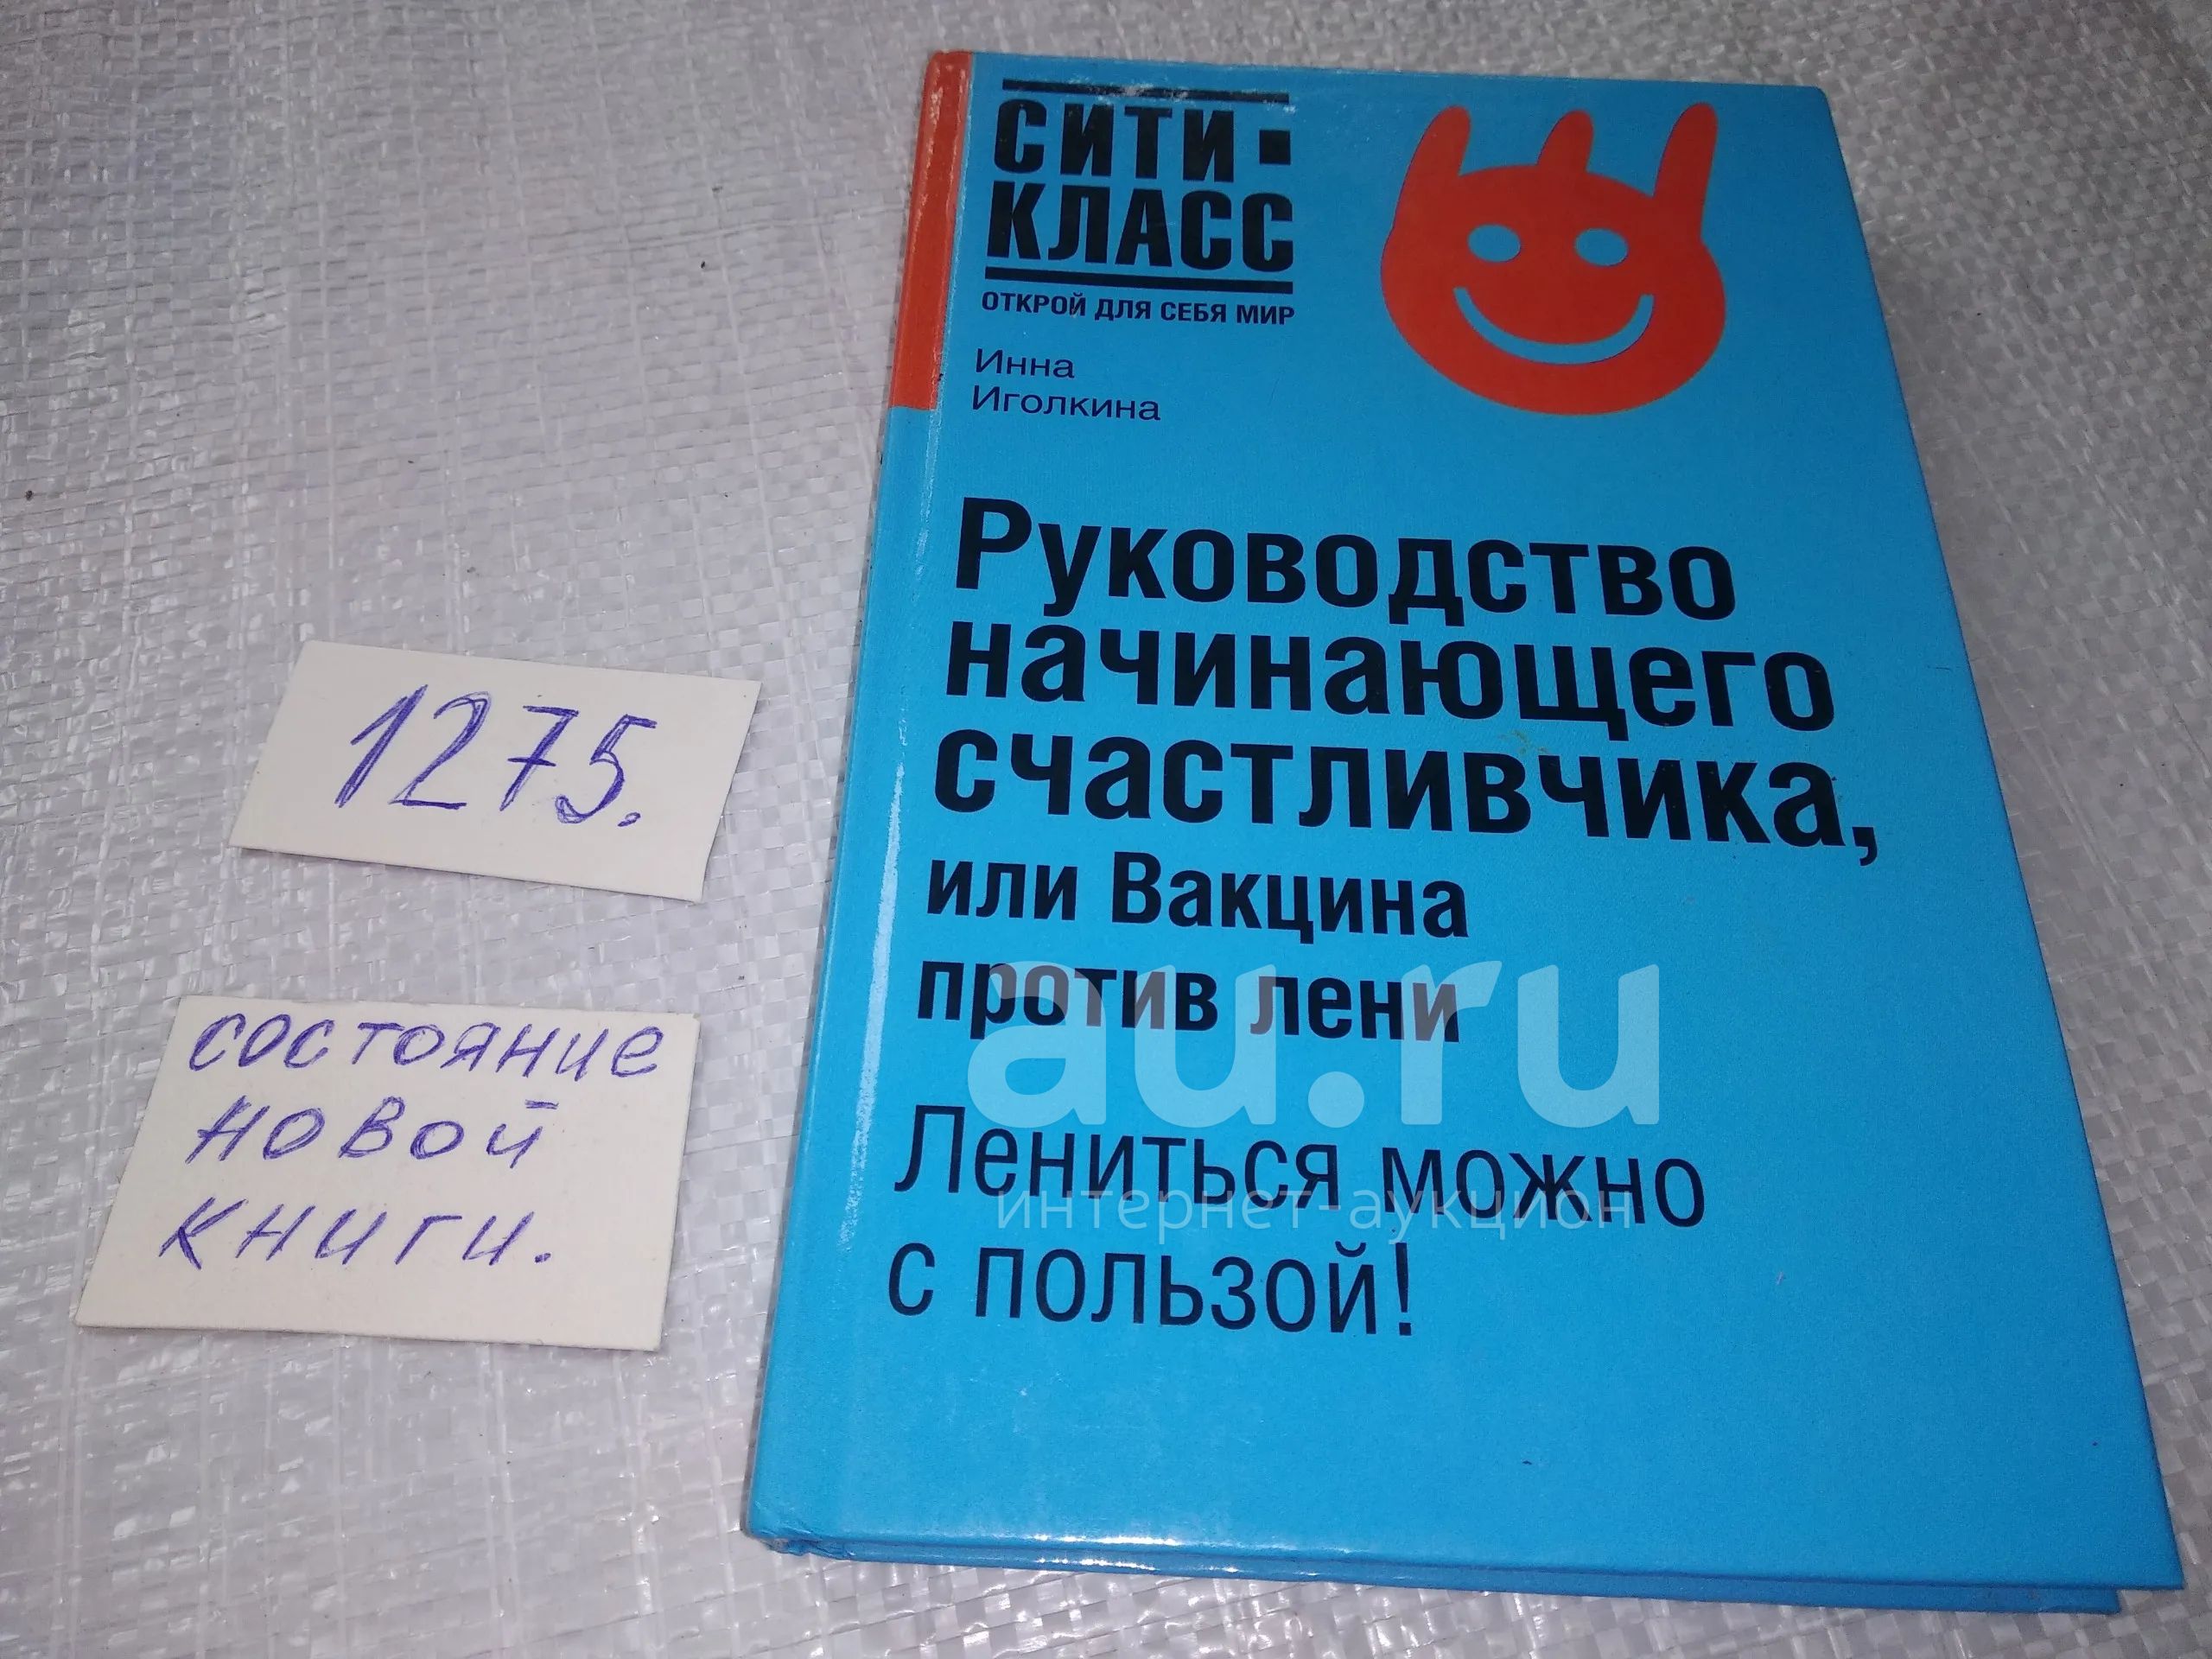 СИТИ-
КЛАСС
ОТКРОЙ ДЛЯ СЕБЯ МИР
Инна
Иголкина
Руководство
начинающего
счастливчика,
или Вакцина
против лени
Лениться можно
с пользой!
1275.
состояние
новой
книги.
au.ru
интернет-аукцион